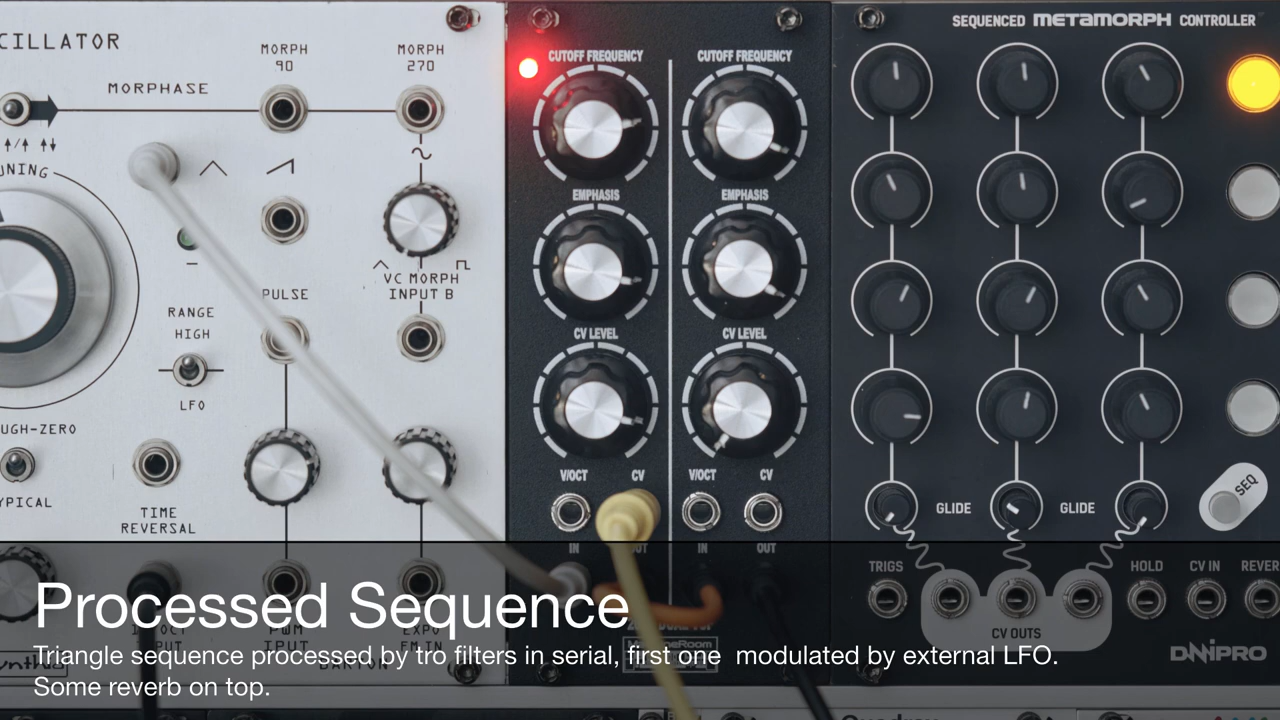 CILLATOR
MORPHASE
MORPH
90
MORPH
270
UNING
PULSE
VC MORPH
INPUT B
RANGE
HIGH
LFO
UGH-ZERO
YPICAL
TIME
REVERSAL
EXPO
FM IN
CUTOFF FREQUENCY
EMPHASIS
CV LEVEL
V/OCT
CV
IN
CUTOFF FREQUENCY
EMPHASIS
CV LEVEL
V/OCT
CV
IN
OUT
SEQUENCED METAMORPH CONTROLLER
GLIDE
GLIDE
SEQ
TRIGS
HOLD
CV IN
REVER
CV OUTS
DNIPRO
Processed Sequence
Triangle sequence processed by tro filters in serial, first one modulated by external LFO.
Some reverb on top.